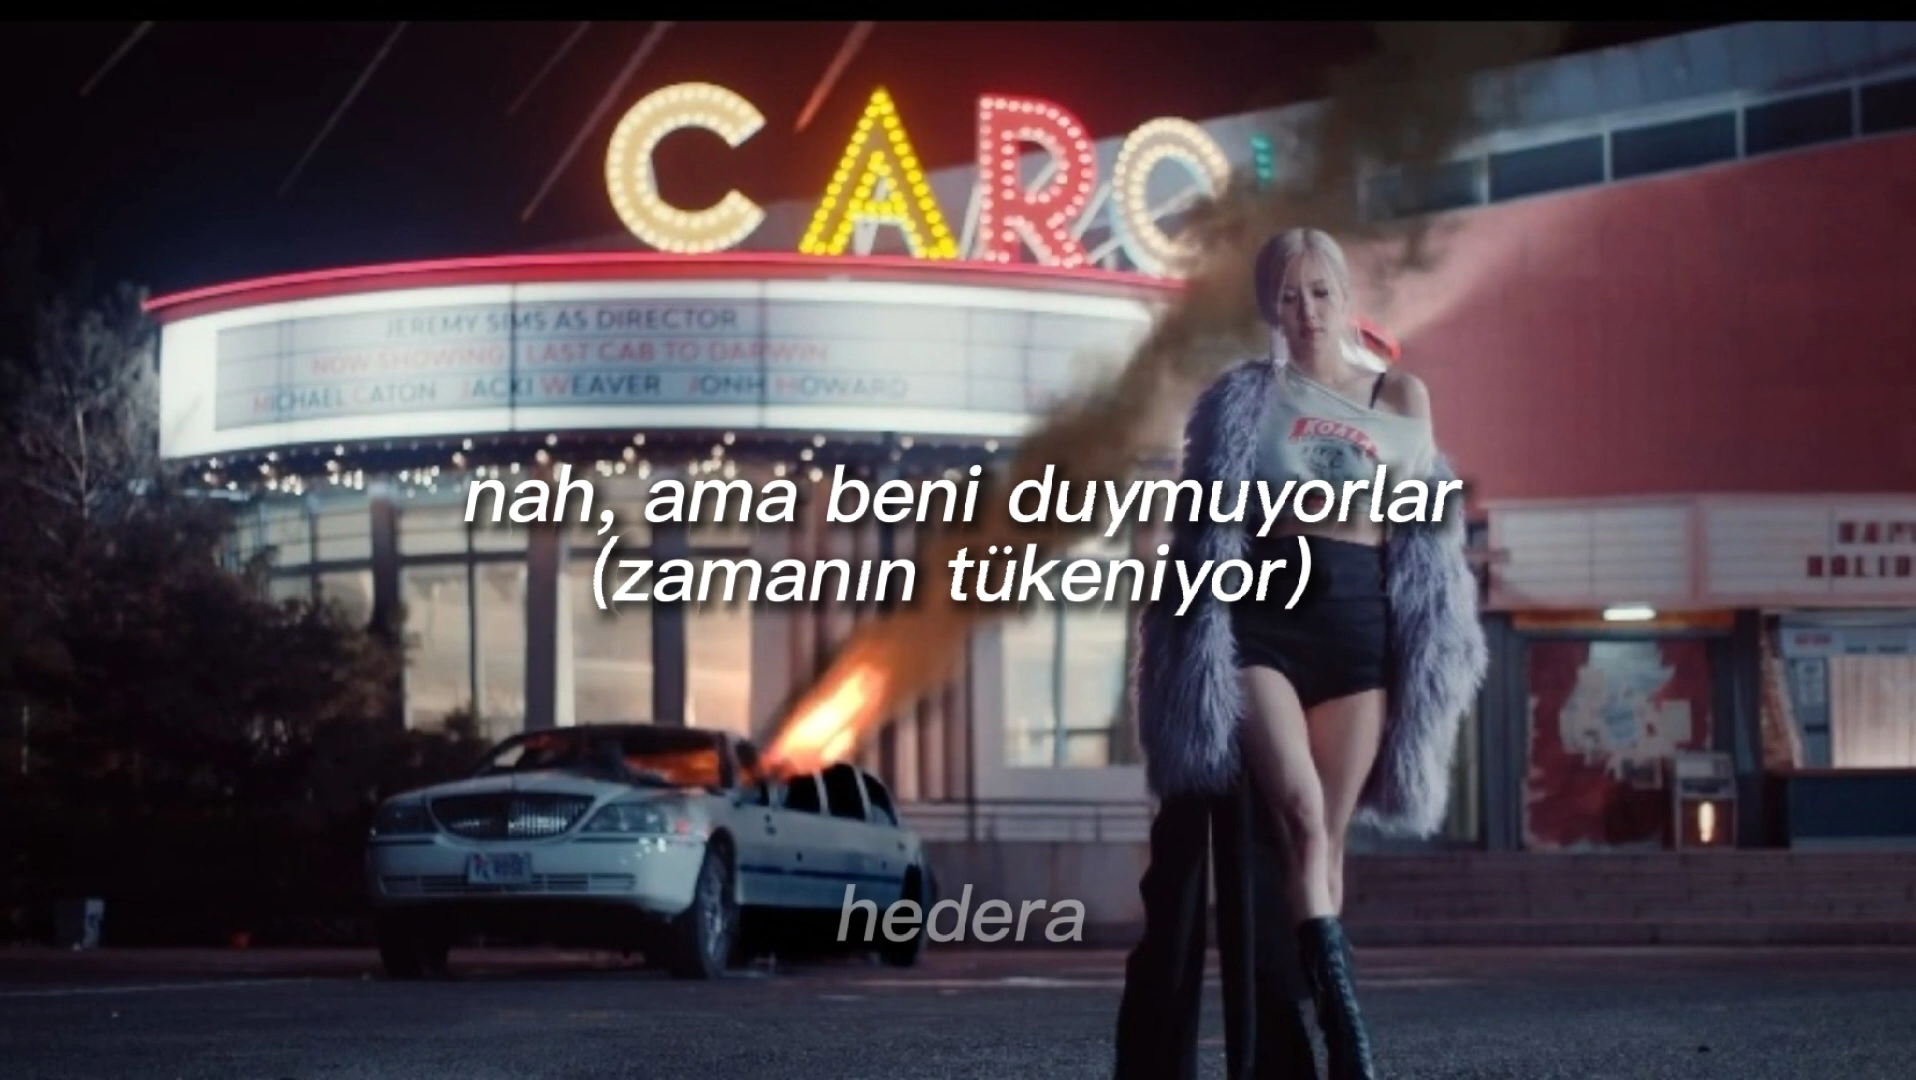 CARO
JEREMY SIMS AS DIRECTOR
NOW SHOWING LAST CAB TO DARWIN
MICHAEL CATON JACKI WEAVER JONH HOWARD
KOALA
nah, ama beni duymuyorlar
(zamanın tükeniyor)
hedera